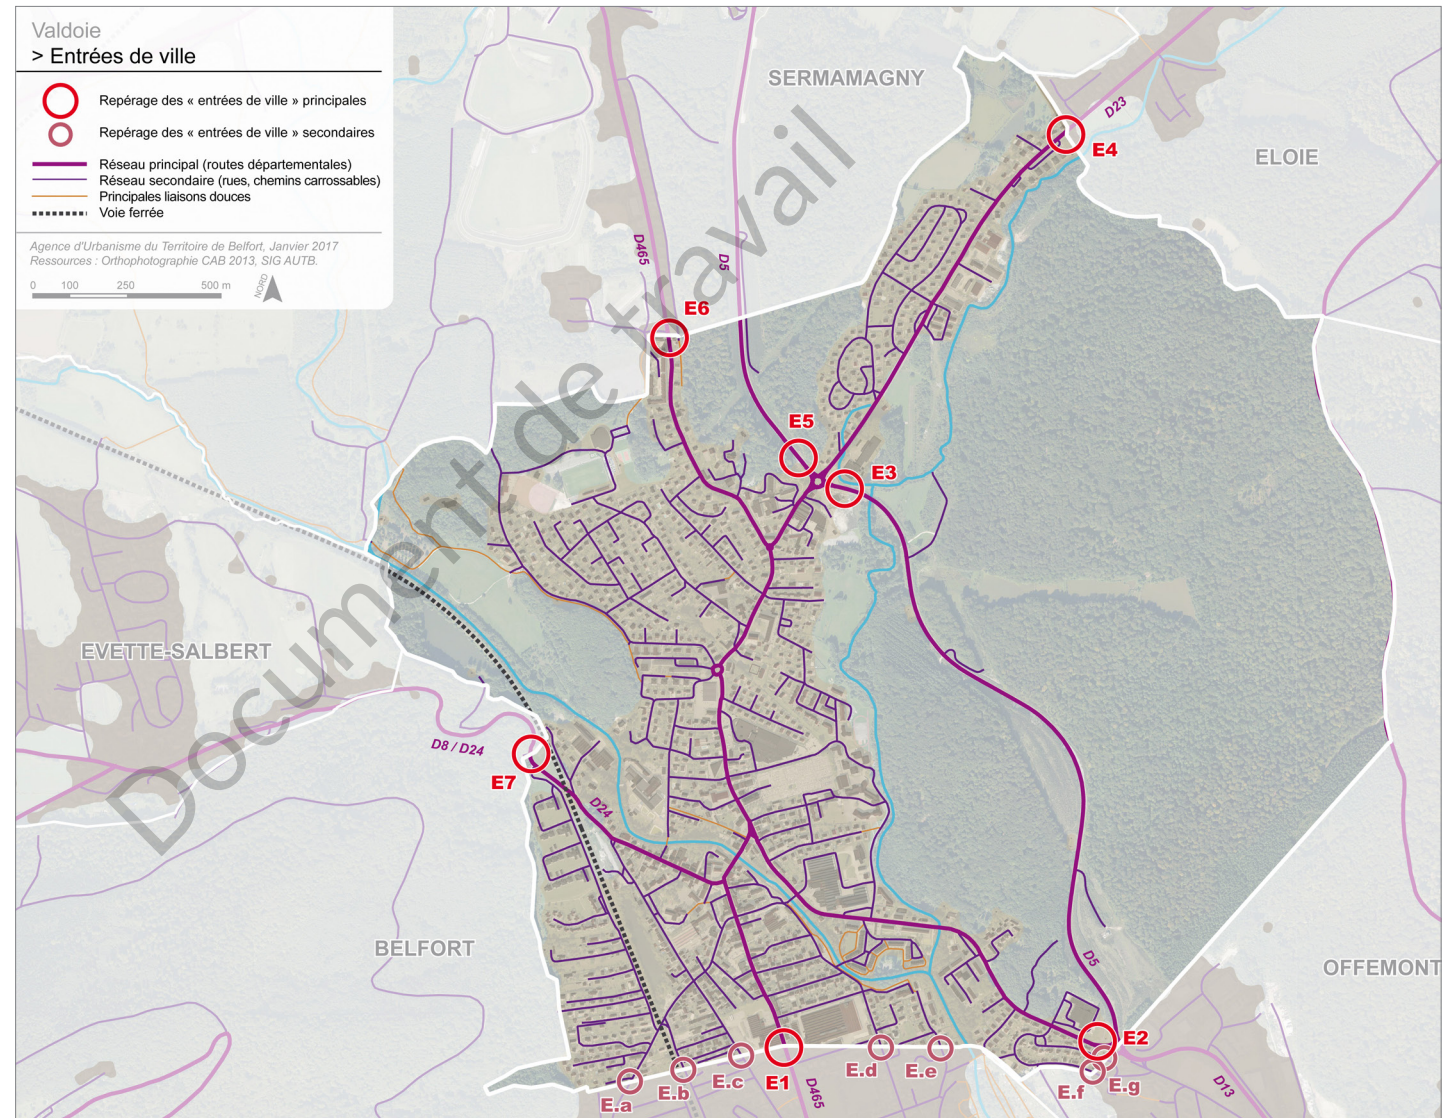 Valdoie
> Entrées de ville
Repérage des « entrées de ville » principales
Repérage des « entrées de ville » secondaires
Réseau principal (routes départementales)
Réseau secondaire (rues, chemins carrossables)
Principales liaisons douces
Voie ferrée
Agence d'Urbanisme du Territoire de Belfort, Janvier 2017
Ressources : Orthophotographie CAB 2013, SIG AUTB.
0 100 250 500 m
NORD
SERMAMAGNY
D23
E4
ELOIE
D465
D5
E6
E5
E3
Document de travail
EVETTE-SALBERT
D8 / D24
E7
D24
BELFORT
D5
OFFEMONT
E2
E.a
E.b
E.c
E1
E.d
E.e
E.f
E.g
D465
D13